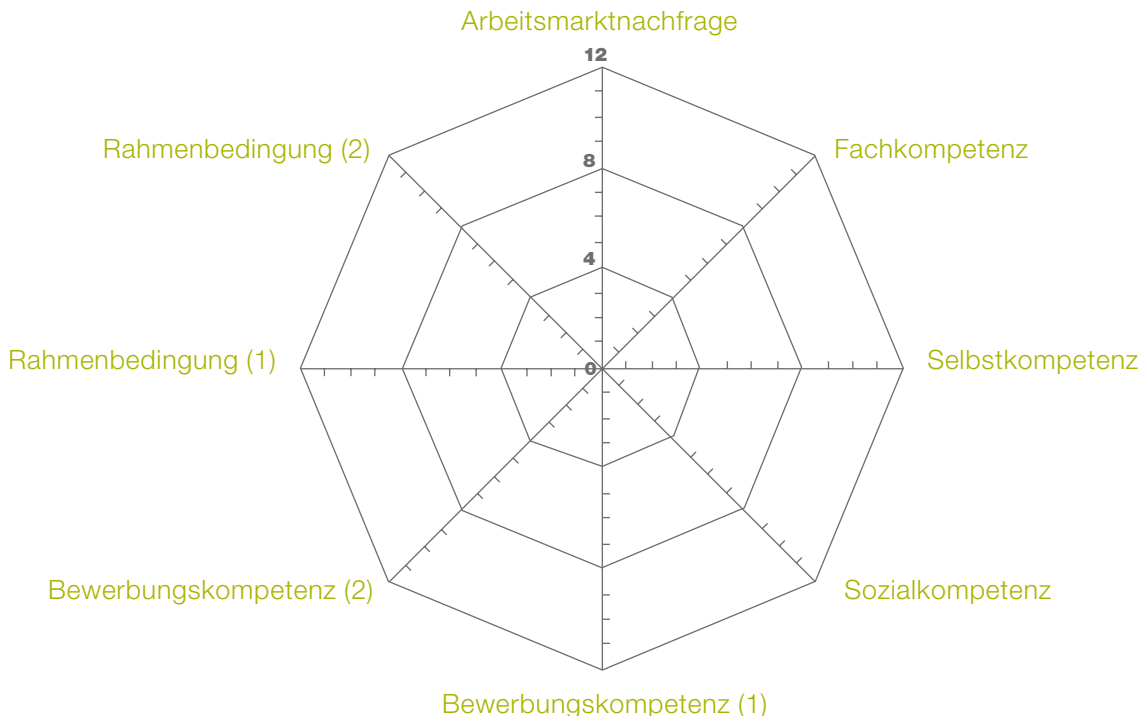 Arbeitsmarktnachfrage
12
Rahmenbedingung (2)
Fachkompetenz
8
4
Rahmenbedingung (1)
0
Selbstkompetenz
Bewerbungskompetenz (2)
Sozialkompetenz
Bewerbungskompetenz (1)